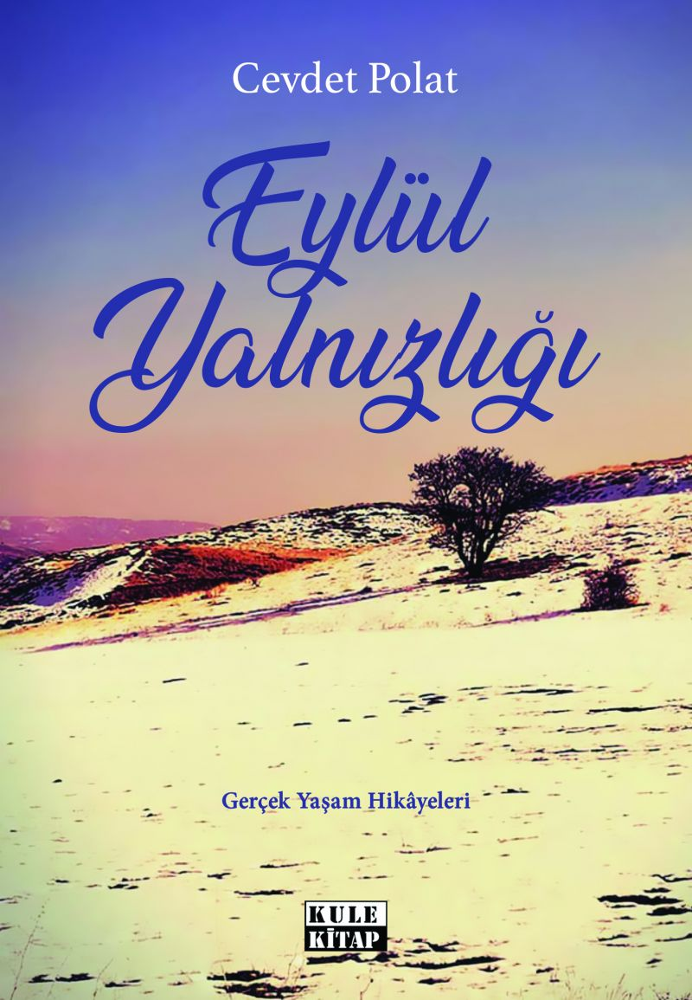 Cevdet Polat
Eylül
Yalnızlığı
Gerçek Yaşam Hikâyeleri
KULE
KİTAP